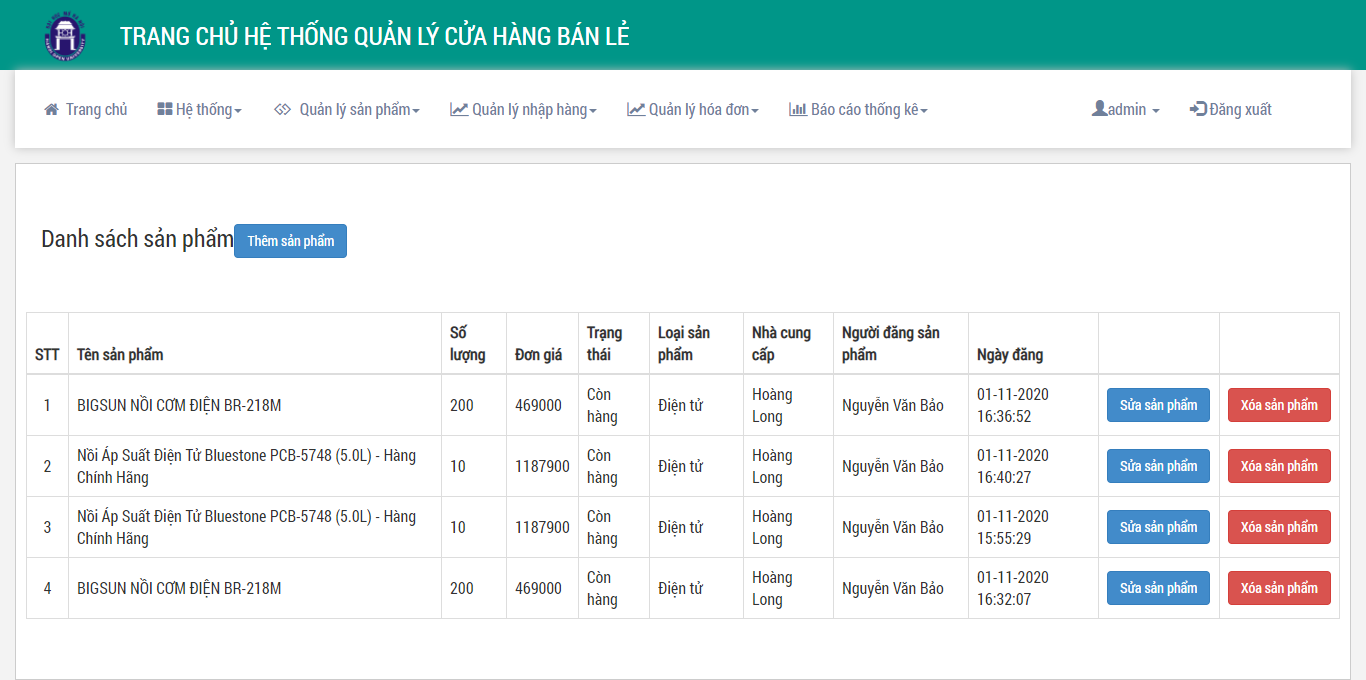 TRANG CHỦ HỆ THỐNG QUẢN LÝ CỬA HÀNG BÁN LẺ
Trang chủ Hệ thống Quản lý sản phẩm Quản lý nhập hàng Quản lý hóa đơn Báo cáo thống kê admin Đăng xuất
Danh sách sản phẩm Thêm sản phẩm
STT Tên sản phẩm Số lượng Đơn giá Trạng thái Loại sản phẩm Nhà cung cấp Người đăng sản phẩm Ngày đăng
1 BIGSUN NỒI CƠM ĐIỆN BR-218M 200 469000 Còn hàng Điện tử Hoàng Long Nguyễn Văn Bảo 01-11-2020 16:36:52 Sửa sản phẩm Xóa sản phẩm
2 Nồi Áp Suất Điện Tử Bluestone PCB-5748 (5.0L) - Hàng Chính Hãng 10 1187900 Còn hàng Điện tử Hoàng Long Nguyễn Văn Bảo 01-11-2020 16:40:27 Sửa sản phẩm Xóa sản phẩm
3 Nồi Áp Suất Điện Tử Bluestone PCB-5748 (5.0L) - Hàng Chính Hãng 10 1187900 Còn hàng Điện tử Hoàng Long Nguyễn Văn Bảo 01-11-2020 15:55:29 Sửa sản phẩm Xóa sản phẩm
4 BIGSUN NỒI CƠM ĐIỆN BR-218M 200 469000 Còn hàng Điện tử Hoàng Long Nguyễn Văn Bảo 01-11-2020 16:32:07 Sửa sản phẩm Xóa sản phẩm